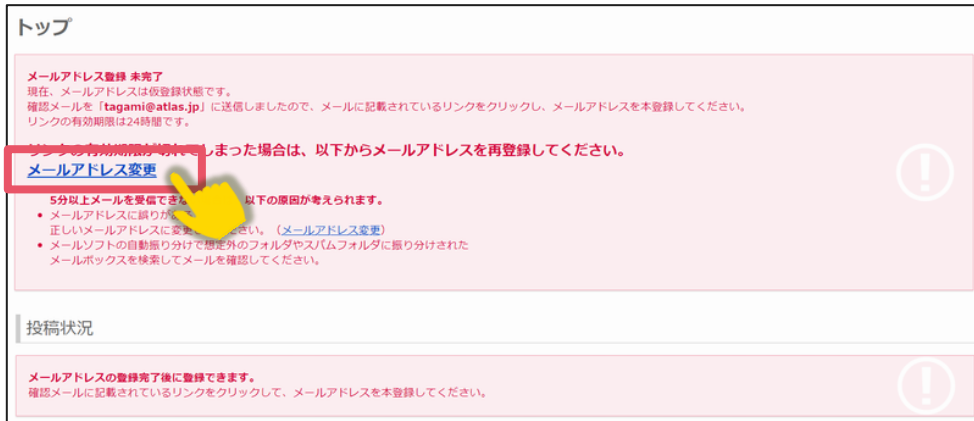 トップ
メールアドレス登録 未完了
現在、メールアドレスは仮登録状態です。
確認メールを「tagami@atlas.jp」に送信しましたので、メールに記載されているリンクをクリックし、メールアドレスを本登録してください。
リンクの有効期限は24時間です。
リンクの有効期限が切れてしまった場合は、以下からメールアドレスを再登録してください。
メールアドレス変更
5分以上メールを受信でき 以下の原因が考えられます。
• メールアドレスに誤りが
正しいメールアドレスに変更 ださい。（メールアドレス変更）
• メールソフトの自動振り分けで想定外のフォルダやスパムフォルダに振り分けされた
メールボックスを検索してメールを確認してください。
投稿状況
メールアドレスの登録完了後に登録できます。
確認メールに記載されているリンクをクリックして、メールアドレスを本登録してください。